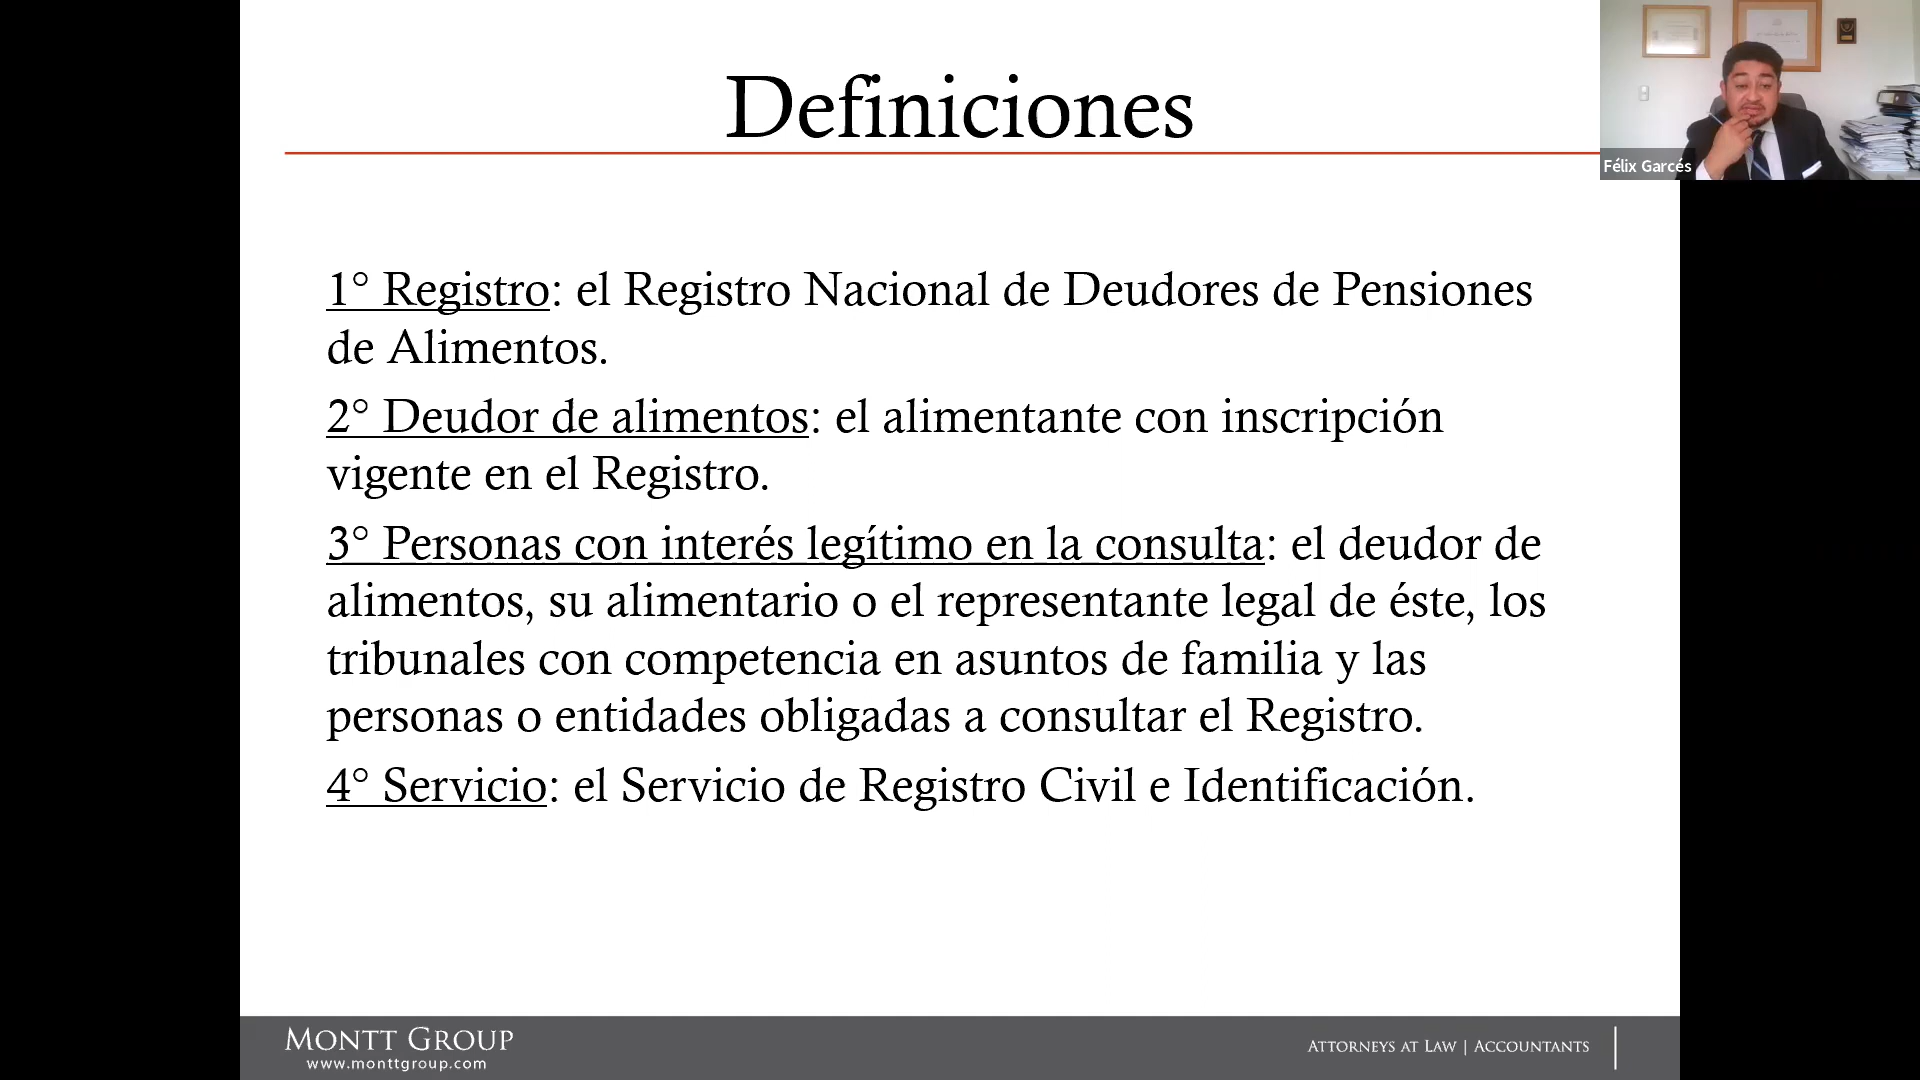 Definiciones
Félix Garcés
1° Registro: el Registro Nacional de Deudores de Pensiones
de Alimentos.
2° Deudor de alimentos: el alimentante con inscripción
vigente en el Registro.
3° Personas con interés legítimo en la consulta: el deudor de
alimentos, su alimentario o el representante legal de éste, los
tribunales con competencia en asuntos de familia y las
personas o entidades obligadas a consultar el Registro.
4° Servicio: el Servicio de Registro Civil e Identificación.
MONTT GROUP
www.monttgroup.com
ATTORNEYS AT LAW | ACCOUNTANTS